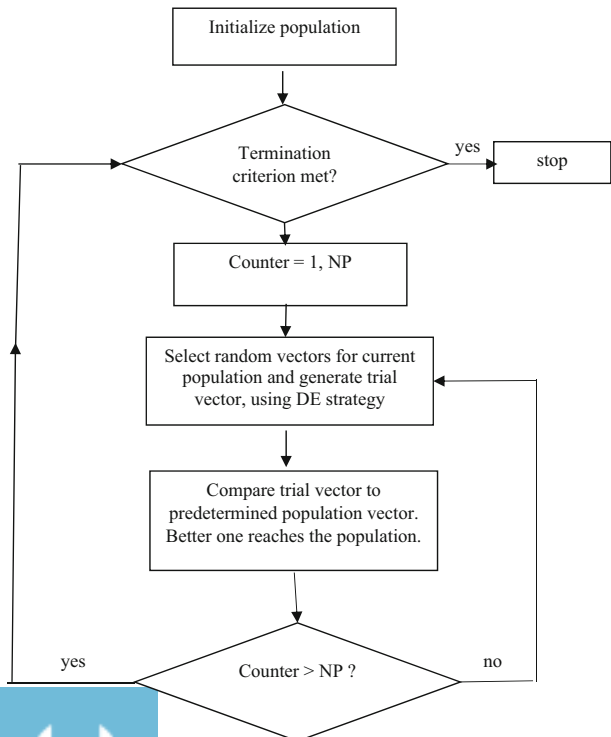 Initialize population
Termination
criterion met?
yes
stop
Counter = 1, NP
Select random vectors for current
population and generate trial
vector, using DE strategy
Compare trial vector to
predetermined population vector.
Better one reaches the population.
yes
Counter > NP ?
no